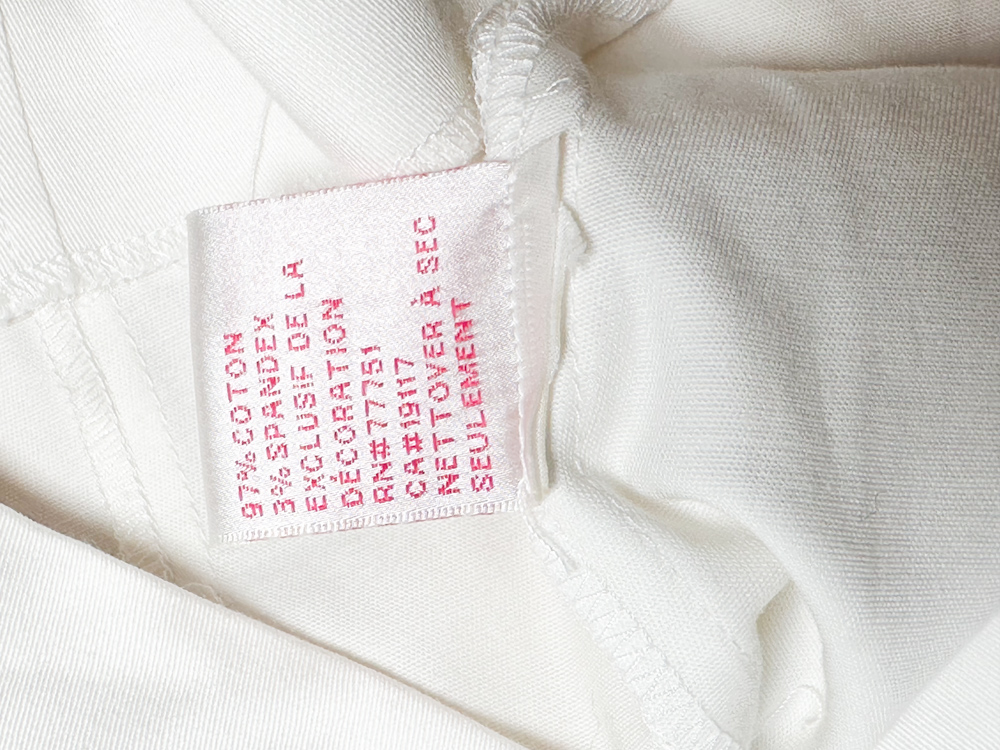 97% COTON
3% SPANDEX
EXCLUSIF DE LA
DÉCORATION
RN#77751
CA#19117
NETTOYER À SEC
SEULEMENT